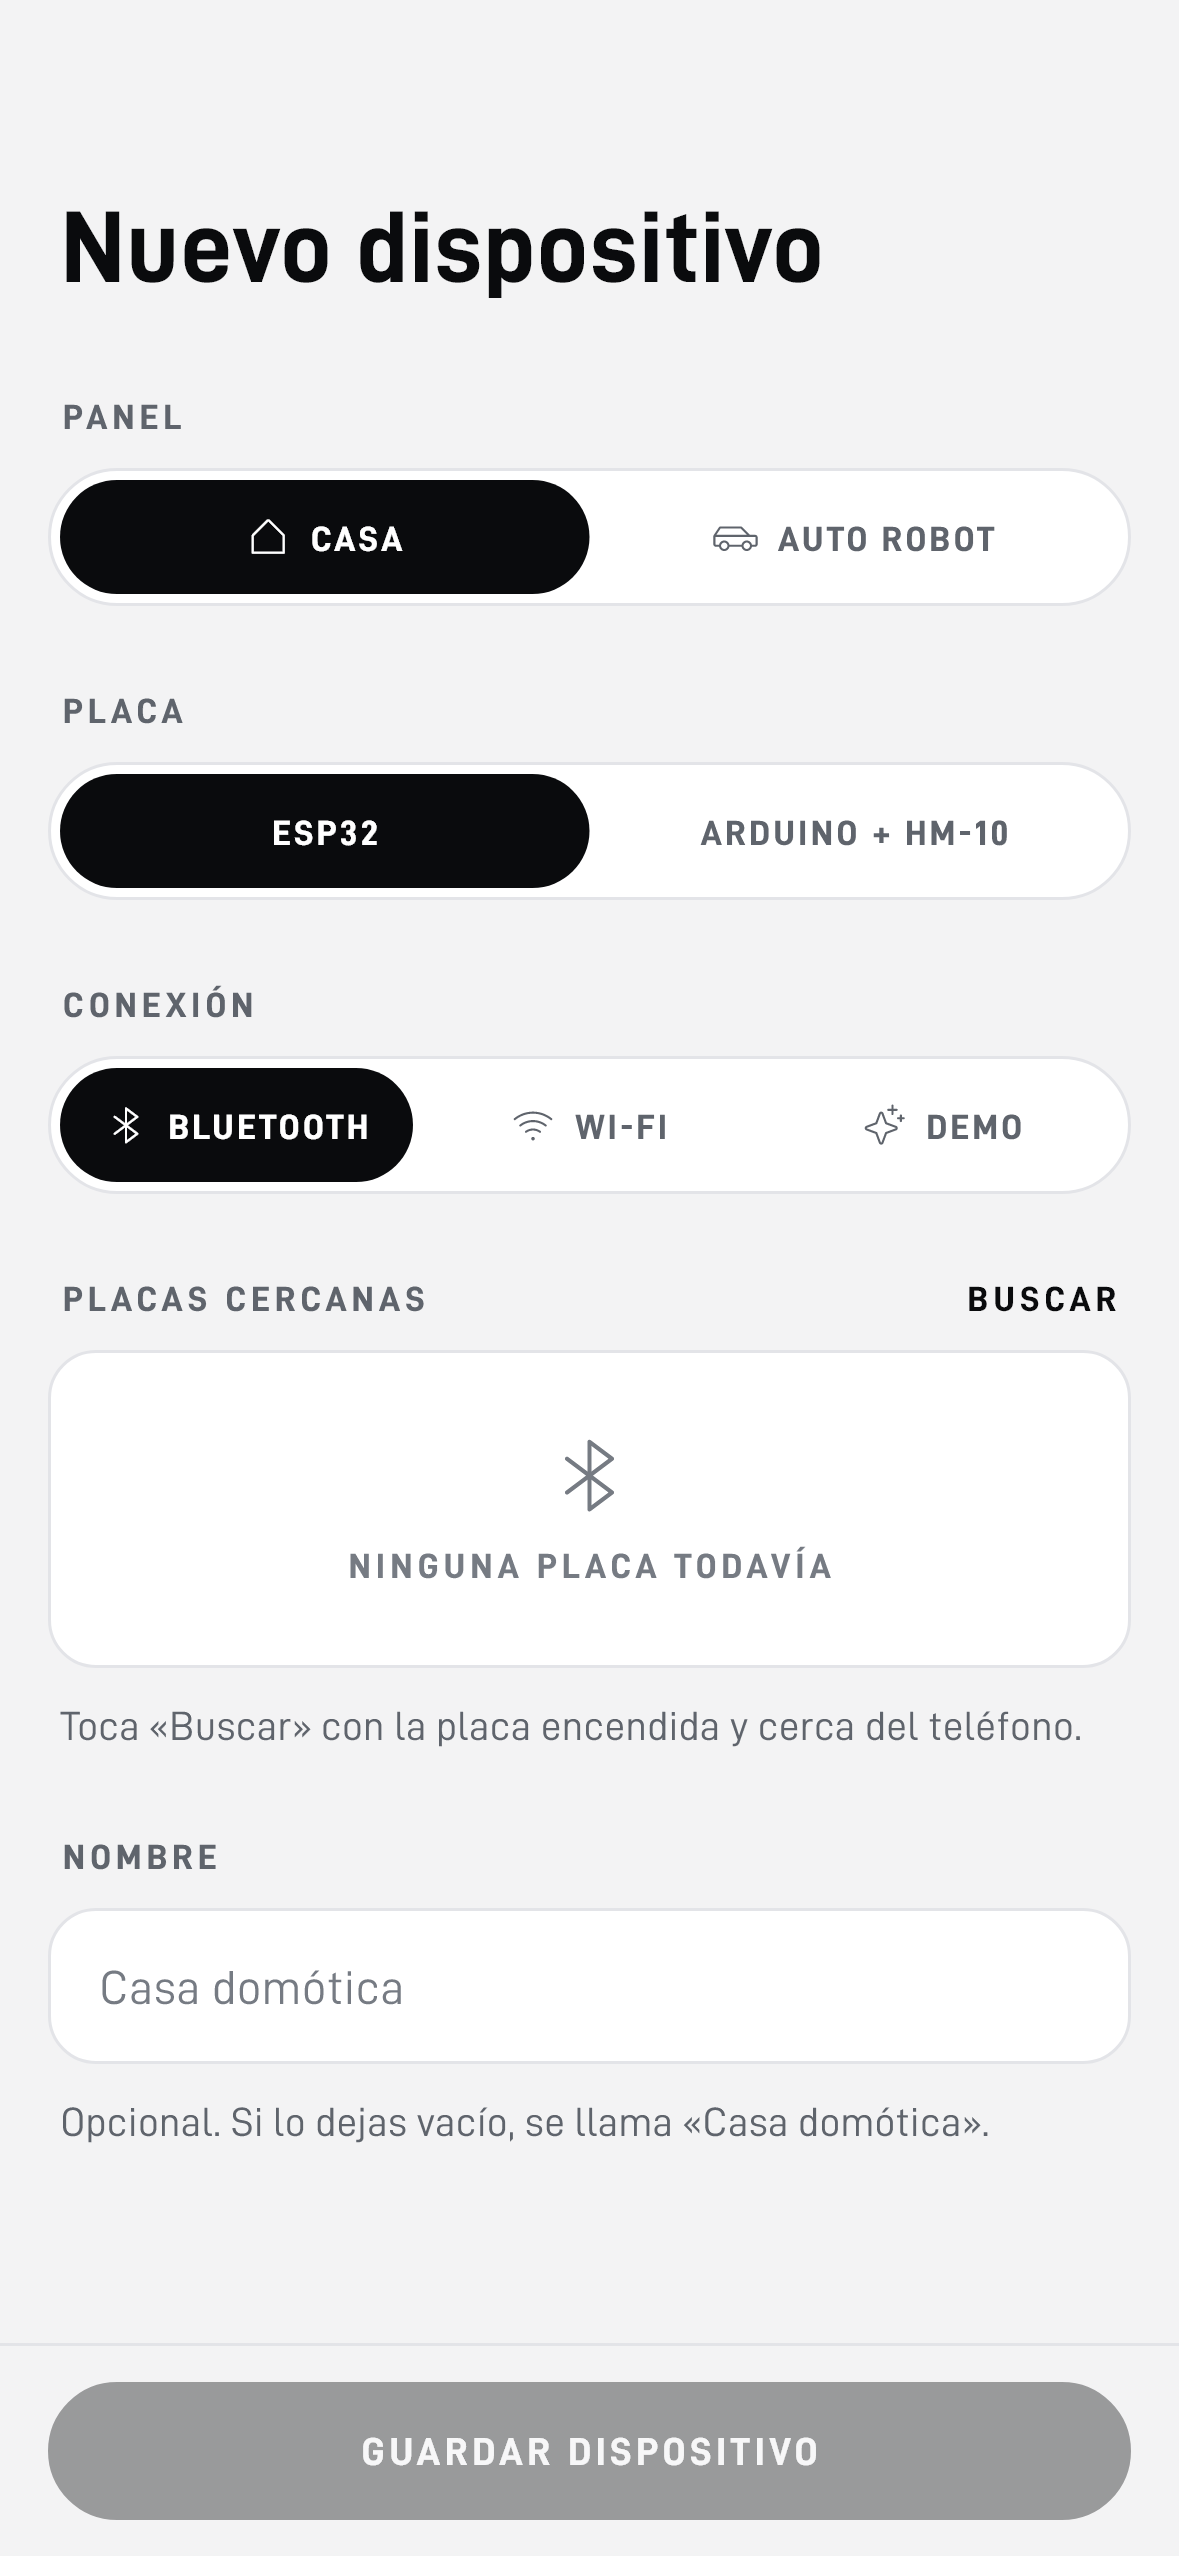 Nuevo dispositivo
PANEL
CASA
AUTO ROBOT
PLACA
ESP32
ARDUINO + HM-10
CONEXIÓN
BLUETOOTH
WI-FI
DEMO
PLACAS CERCANAS
BUSCAR
NINGUNA PLACA TODAVÍA
Toca «Buscar» con la placa encendida y cerca del teléfono.
NOMBRE
Casa domótica
Opcional. Si lo dejas vacío, se llama «Casa domótica».
GUARDAR DISPOSITIVO